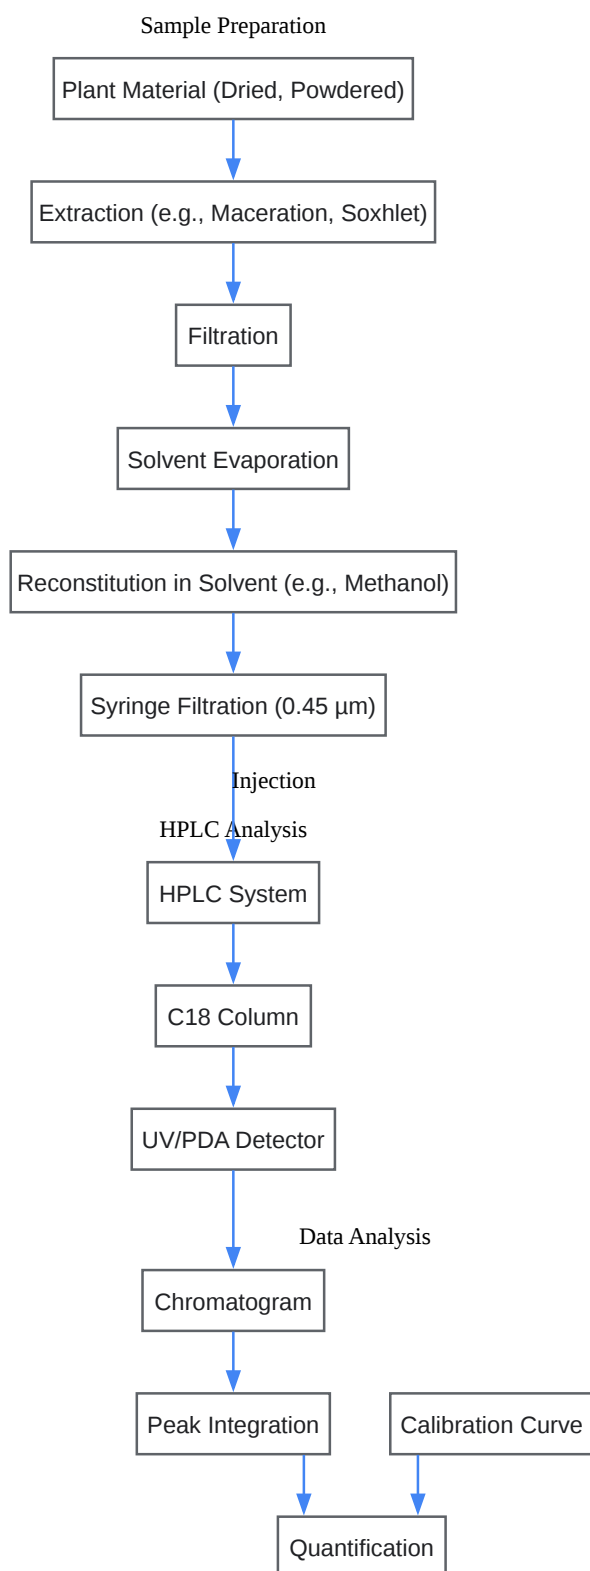 Sample Preparation
Plant Material (Dried, Powdered)
Extraction (e.g., Maceration, Soxhlet)
Filtration
Solvent Evaporation
Reconstitution in Solvent (e.g., Methanol)
Syringe Filtration (0.45 µm)
Injection
HPLC Analysis
HPLC System
C18 Column
UV/PDA Detector
Data Analysis
Chromatogram
Peak Integration
Calibration Curve
Quantification